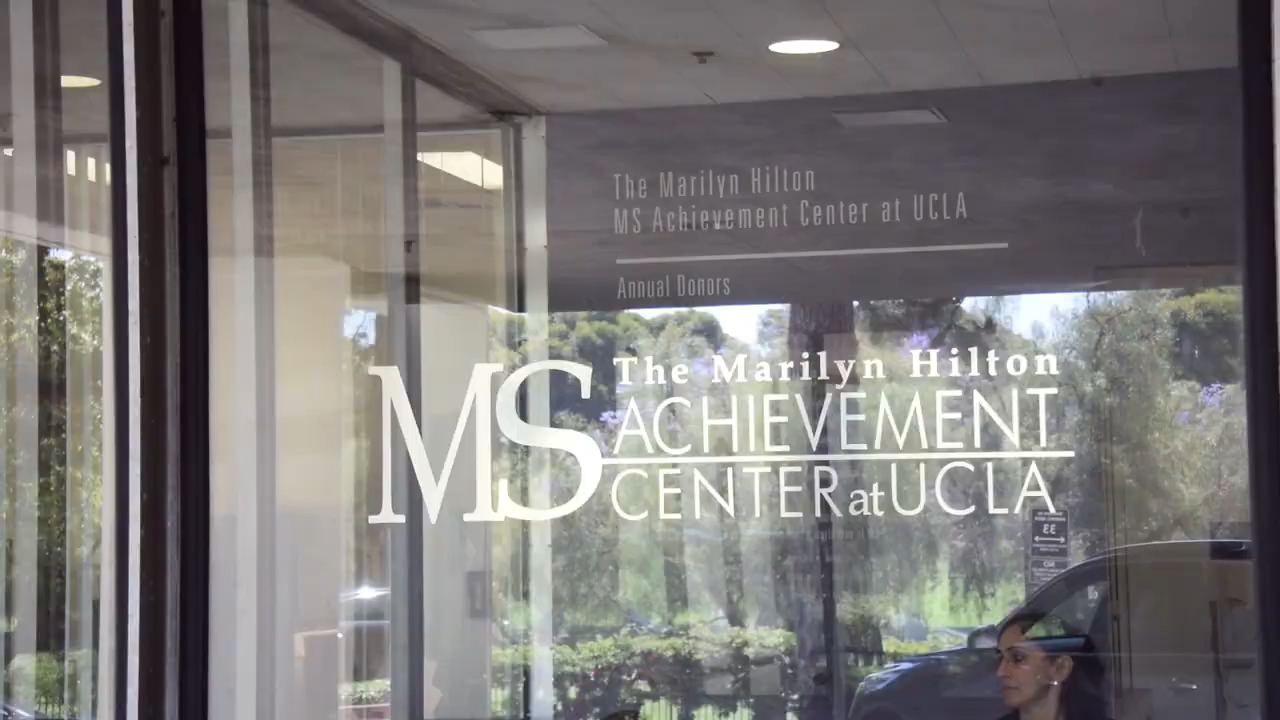 The Marilyn Hilton
MS Achievement Center at UCLA
Annual Donors
MS
The Marilyn Hilton
ACHIEVEMENT
CENTER at UCLA